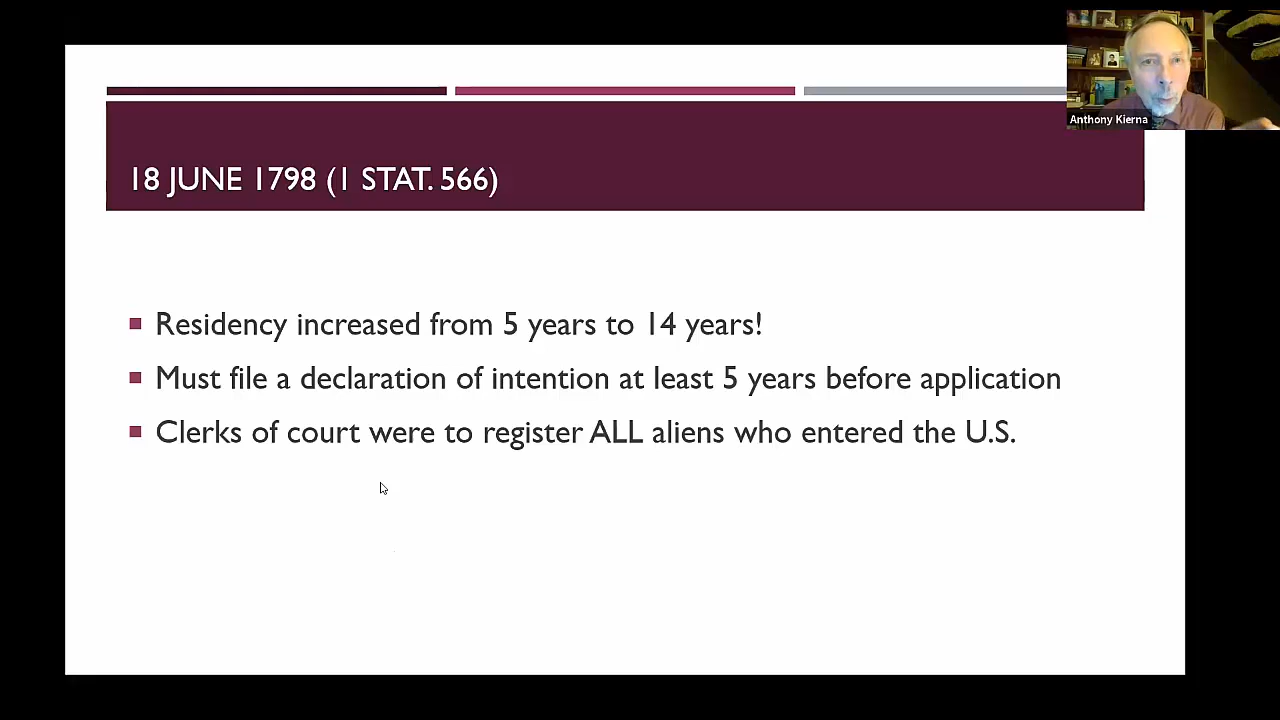 Anthony Kierna
18 JUNE 1798 (1 STAT. 566)
Residency increased from 5 years to 14 years!
Must file a declaration of intention at least 5 years before application
Clerks of court were to register ALL aliens who entered the U.S.